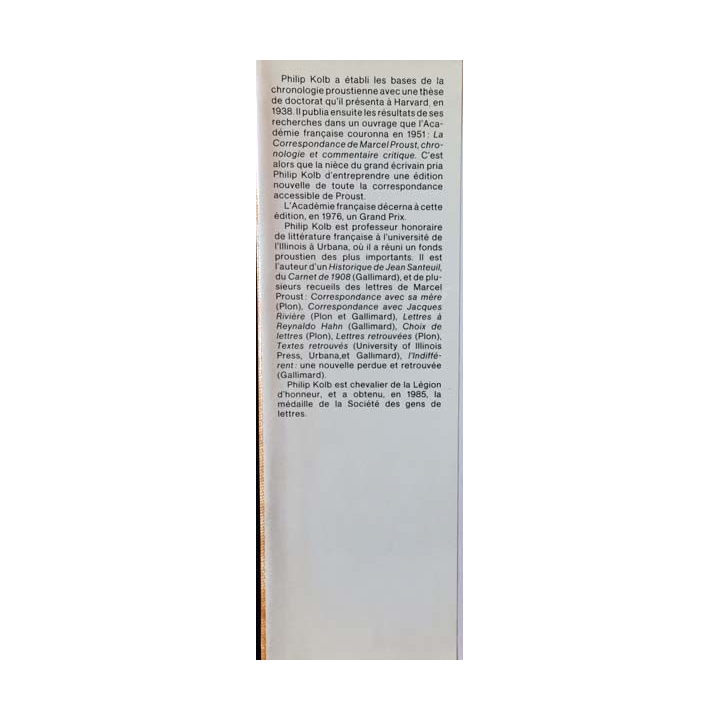 Philip Kolb a établi les bases de la
chronologie proustienne avec une thèse
de doctorat qu'il présenta à Harvard, en
1938. Il publia ensuite les résultats de ses
recherches dans un ouvrage que l'Aca-
démie française couronna en 1951 : La
Correspondance de Marcel Proust, chro-
nologie et commentaire critique. C'est
alors que la nièce du grand écrivain pria
Philip Kolb d'entreprendre une édition
nouvelle de toute la correspondance
accessible de Proust.
L'Académie française décerna à cette
édition, en 1976, un Grand Prix.
Philip Kolb est professeur honoraire
de littérature française à l'université de
l'Illinois à Urbana, où il a réuni un fonds
proustien des plus importants. Il est
l'auteur d'un Historique de Jean Santeuil,
du Carnet de 1908 (Gallimard), et de plu-
sieurs recueils des lettres de Marcel
Proust : Correspondance avec sa mère
(Plon), Correspondance avec Jacques
Rivière (Plon et Gallimard), Lettres à
Reynaldo Hahn (Gallimard), Choix de
lettres (Plon), Lettres retrouvées (Plon),
Textes retrouvés (University of Illinois
Press, Urbana,et Gallimard), l'Indiffé-
rent : une nouvelle perdue et retrouvée
(Gallimard).
Philip Kolb est chevalier de la Légion
d'honneur, et a obtenu, en 1985, la
médaille de la Société des gens de
lettres.